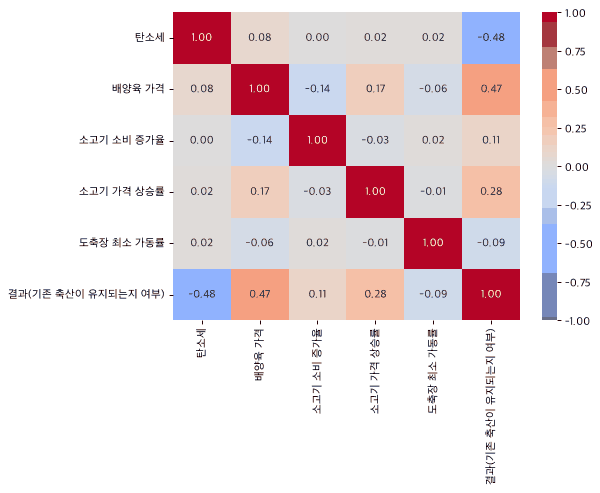 탄소세 1.00 0.08 0.00 0.02 0.02 -0.48
배양육 가격 0.08 1.00 -0.14 0.17 -0.06 0.47
소고기 소비 증가율 0.00 -0.14 1.00 -0.03 0.02 0.11
소고기 가격 상승률 0.02 0.17 -0.03 1.00 -0.01 0.28
도축장 최소 가동률 0.02 -0.06 0.02 -0.01 1.00 -0.09
결과(기존 축산이 유지되는지 여부) -0.48 0.47 0.11 0.28 -0.09 1.00
탄소세
배양육 가격
소고기 소비 증가율
소고기 가격 상승률
도축장 최소 가동률
결과(기존 축산이 유지되는지 여부)
1.00
0.75
0.50
0.25
0.00
-0.25
-0.50
-0.75
-1.00